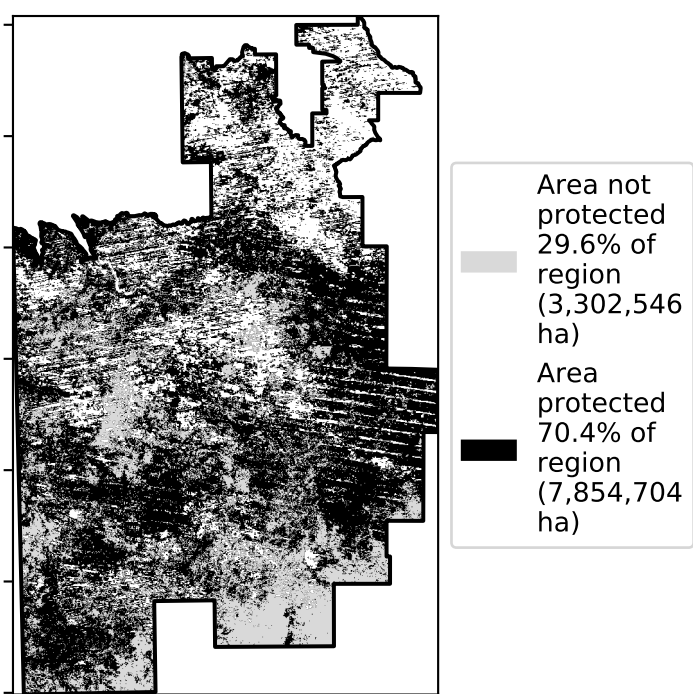 Area not
protected
29.6% of
region
(3,302,546
ha)
Area
protected
70.4% of
region
(7,854,704
ha)